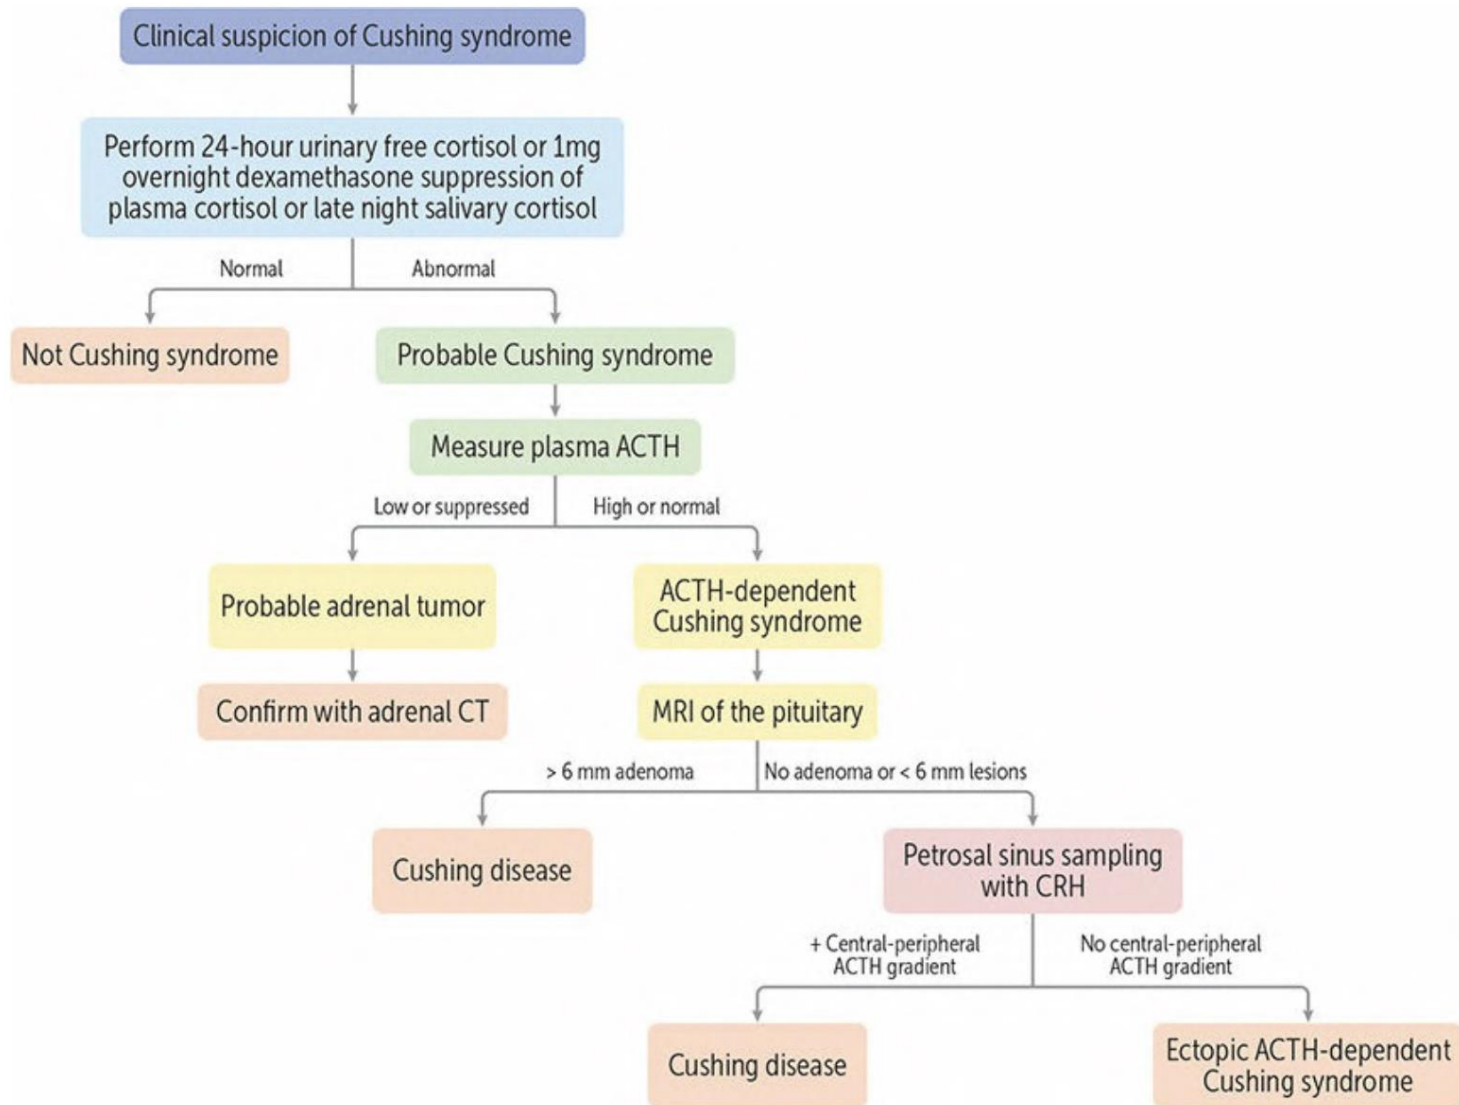 Clinical suspicion of Cushing syndrome
Perform 24-hour urinary free cortisol or 1mg
overnight dexamethasone suppression of
plasma cortisol or late night salivary cortisol
Normal
Abnormal
Not Cushing syndrome
Probable Cushing syndrome
Measure plasma ACTH
Low or suppressed
High or normal
Probable adrenal tumor
ACTH-dependent
Cushing syndrome
Confirm with adrenal CT
MRI of the pituitary
> 6 mm adenoma
No adenoma or < 6 mm lesions
Cushing disease
Petrosal sinus sampling
with CRH
+ Central-peripheral
ACTH gradient
No central-peripheral
ACTH gradient
Cushing disease
Ectopic ACTH-dependent
Cushing syndrome